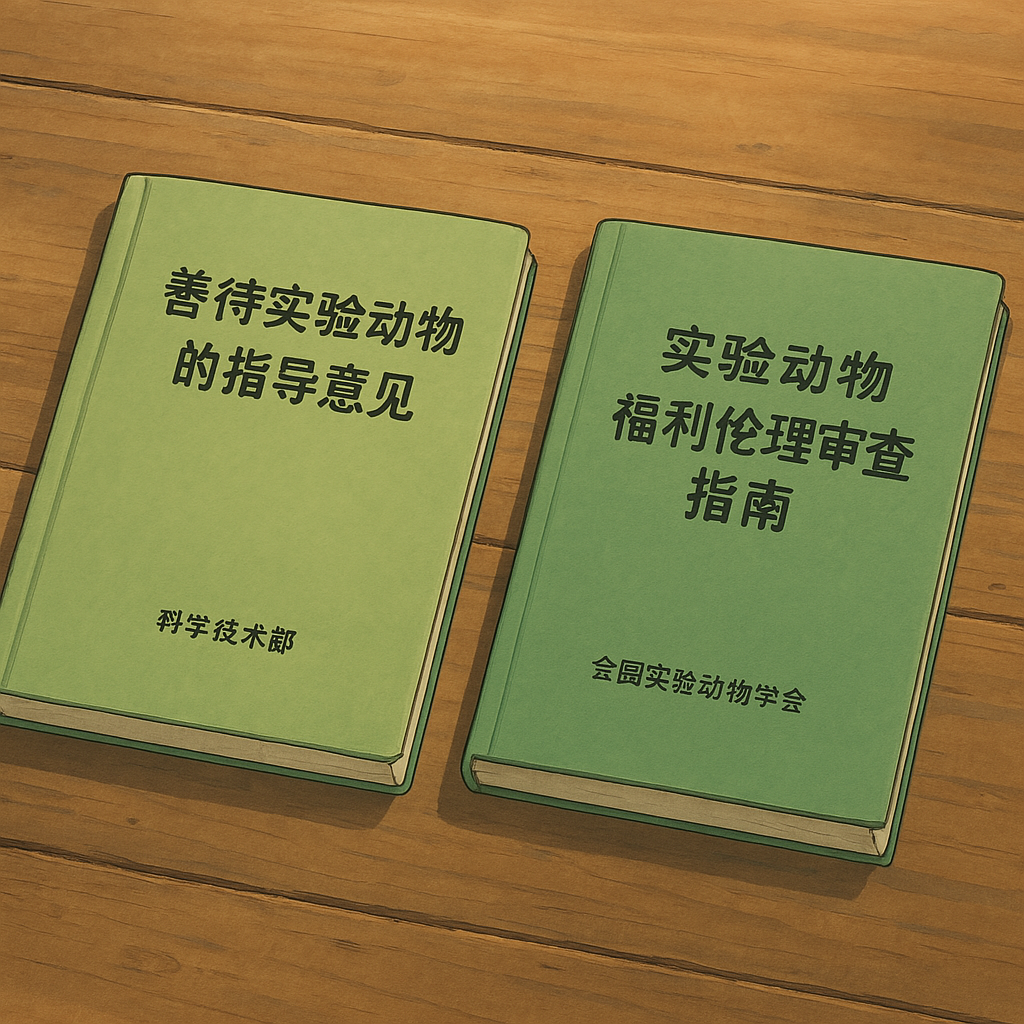 善待实验动物
的指导意见
科学技术部
实验动物
福利伦理审查
指南
会圆实验动物学会